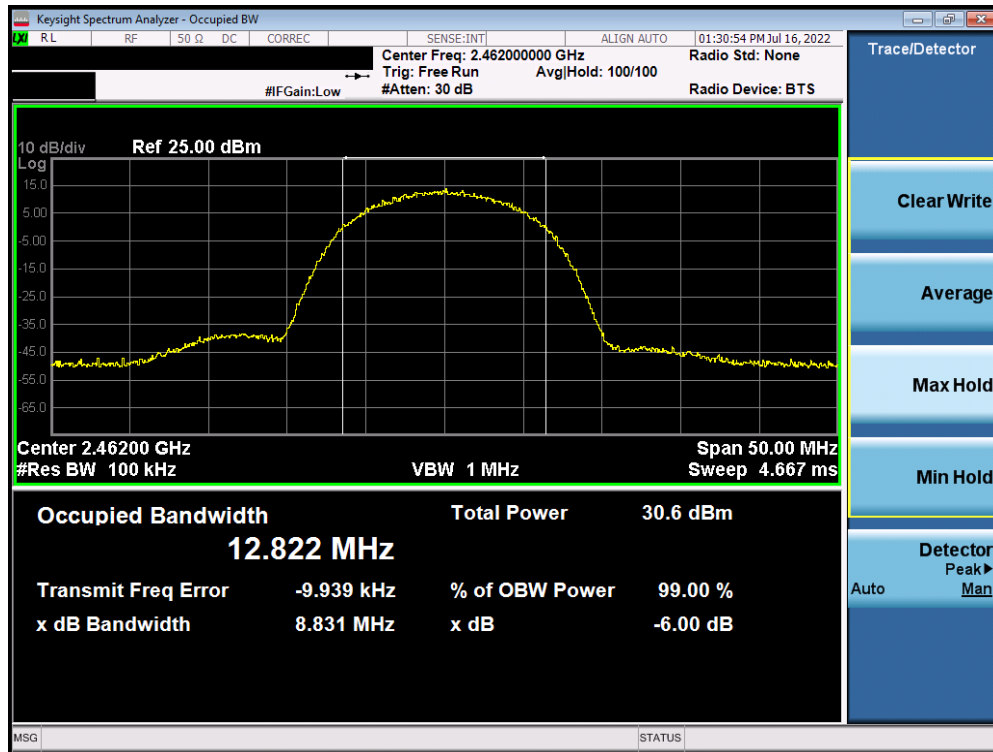 Keysight Spectrum Analyzer - Occupied BW
LXI RL RF 50 Ω DC CORREC SENSE:INT ALIGN AUTO 01:30:54 PM Jul 16, 2022
Center Freq: 2.462000000 GHz Radio Std: None
Trig: Free Run Avg|Hold: 100/100
#IFGain:Low #Atten: 30 dB Radio Device: BTS
Trace/Detector
10 dB/div Ref 25.00 dBm
Log
15.0
5.00
-5.00
-15.0
-25.0
-35.0
-45.0
-55.0
-65.0
Center 2.46200 GHz Span 50.00 MHz
#Res BW 100 kHz VBW 1 MHz Sweep 4.667 ms
Occupied Bandwidth Total Power 30.6 dBm
12.822 MHz
Transmit Freq Error -9.939 kHz % of OBW Power 99.00 %
x dB Bandwidth 8.831 MHz x dB -6.00 dB
Clear Write
Average
Max Hold
Min Hold
Detector
Peak▶
Auto Man
MSG STATUS